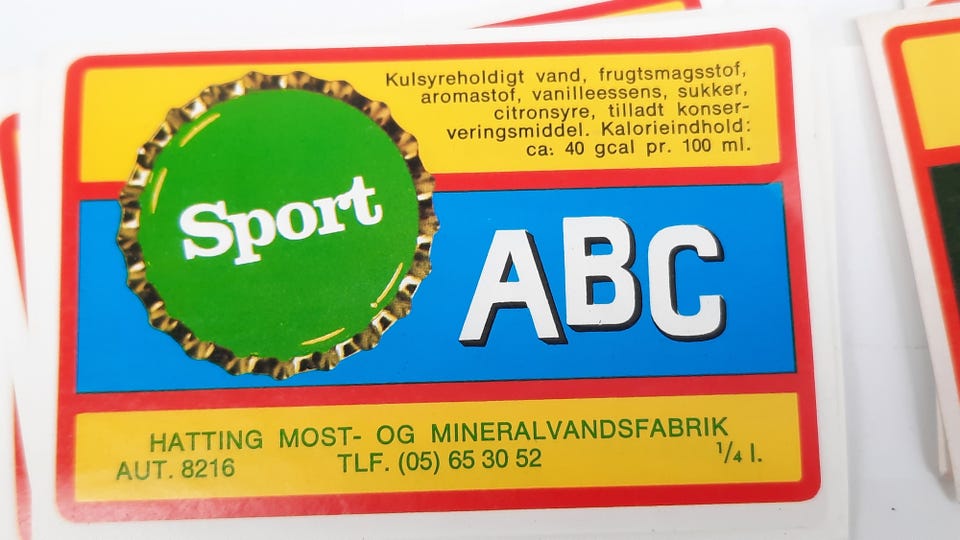 Kulsyreholdigt vand, frugtsmagsstof,
aromastof, vanilleessens, sukker,
citronsyre, tilladt konser-
veringsmiddel. Kalorieindhold:
ca: 40 gcal pr. 100 ml.
Sport
ABC
HATTING MOST- OG MINERALVANDSFABRIK
AUT. 8216 TLF. (05) 65 30 52 ¹/₄ l.